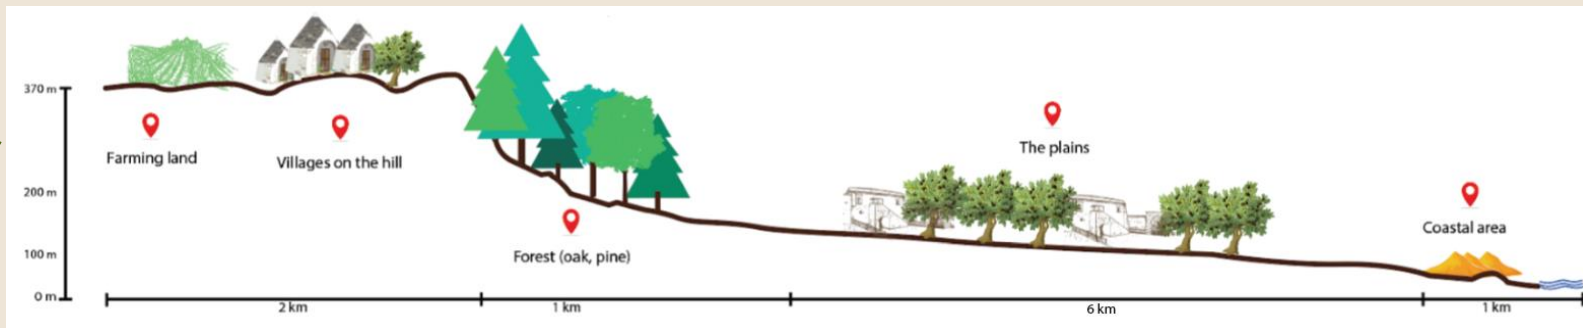 370 m
Farming land
Villages on the hill
The plains
200 m
Coastal area
Forest (oak, pine)
100 m
0 m
2 km
1 km
6 km
1 km